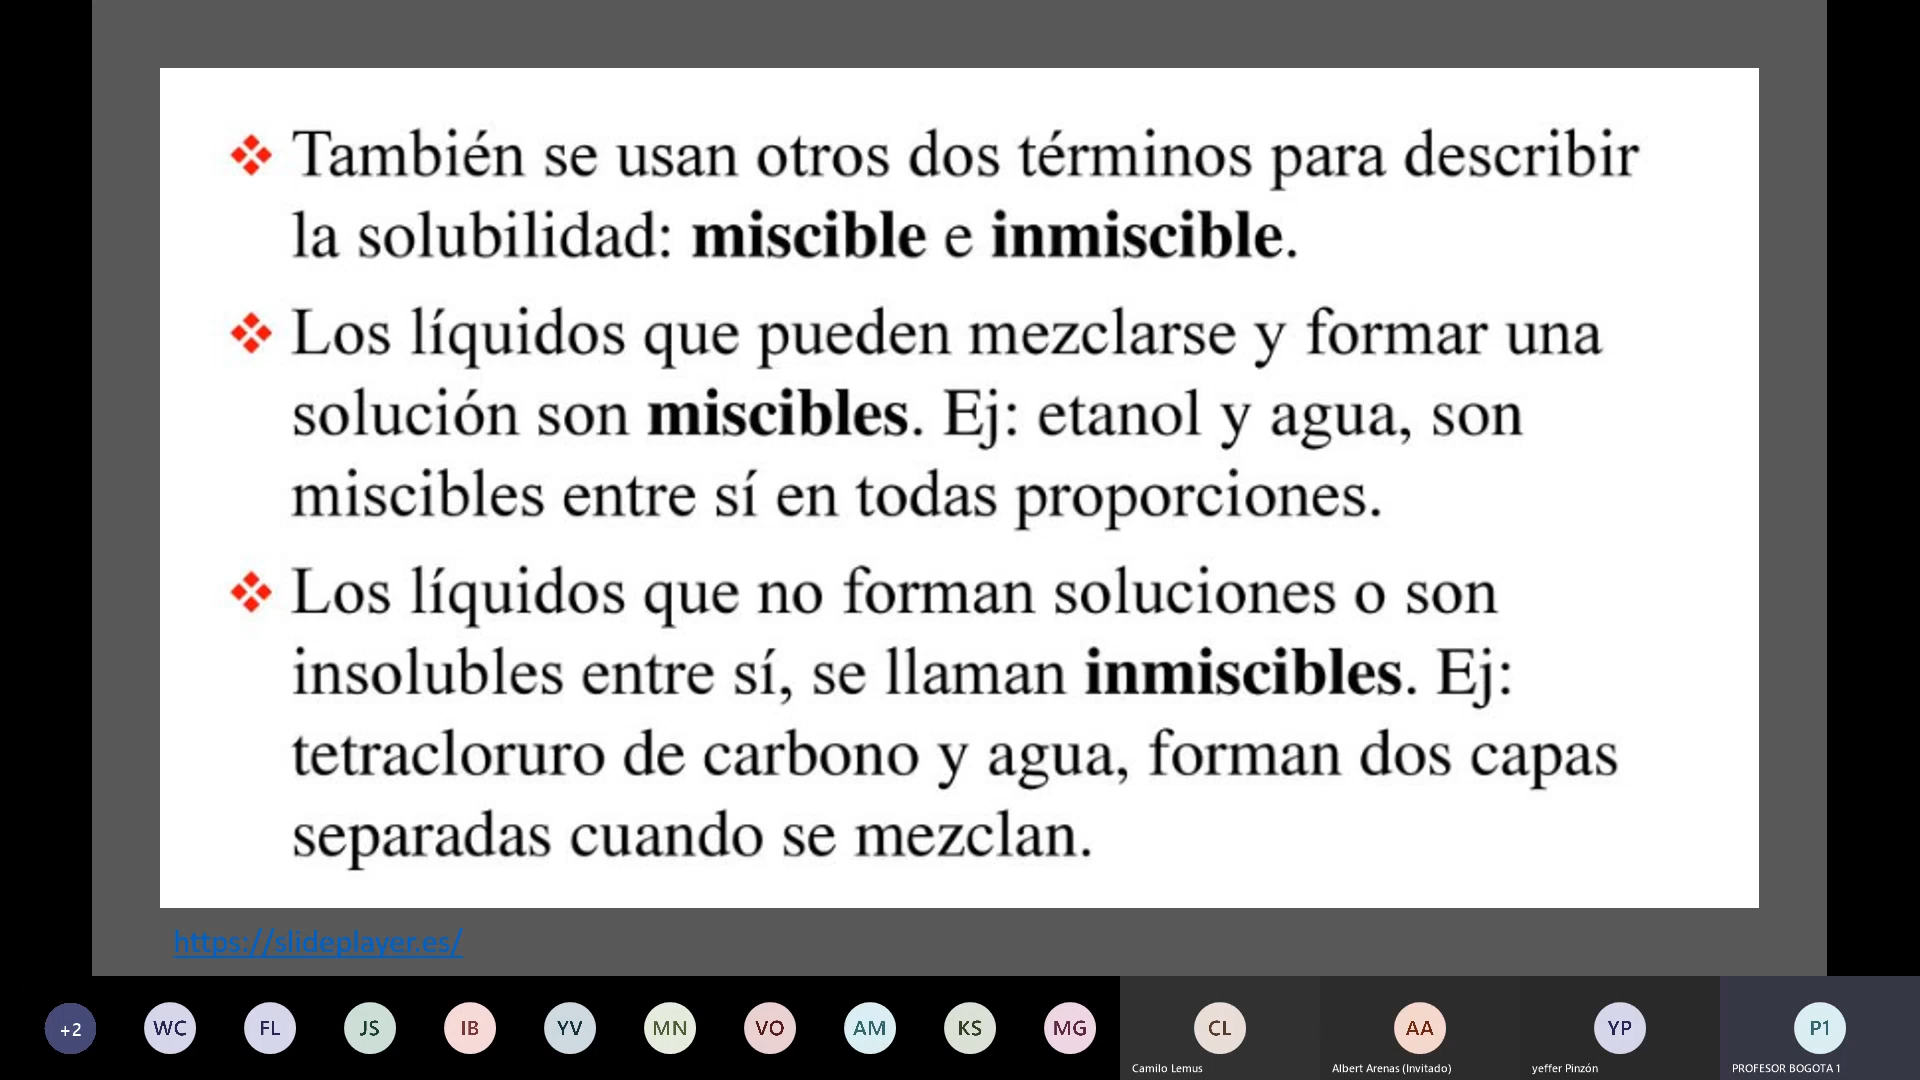 También se usan otros dos términos para describir
la solubilidad: miscible e inmiscible.
Los líquidos que pueden mezclarse y formar una
solución son miscibles. Ej: etanol y agua, son
miscibles entre sí en todas proporciones.
Los líquidos que no forman soluciones o son
insolubles entre sí, se llaman inmiscibles. Ej:
tetracloruro de carbono y agua, forman dos capas
separadas cuando se mezclan.
https://slideplayer.es/
+2 WC FL JS IB YV MN VO AM KS MG CL AA YP P1
Camilo Lemus Albert Arenas (Invitado) yeffer Pinzón PROFESOR BOGOTA 1